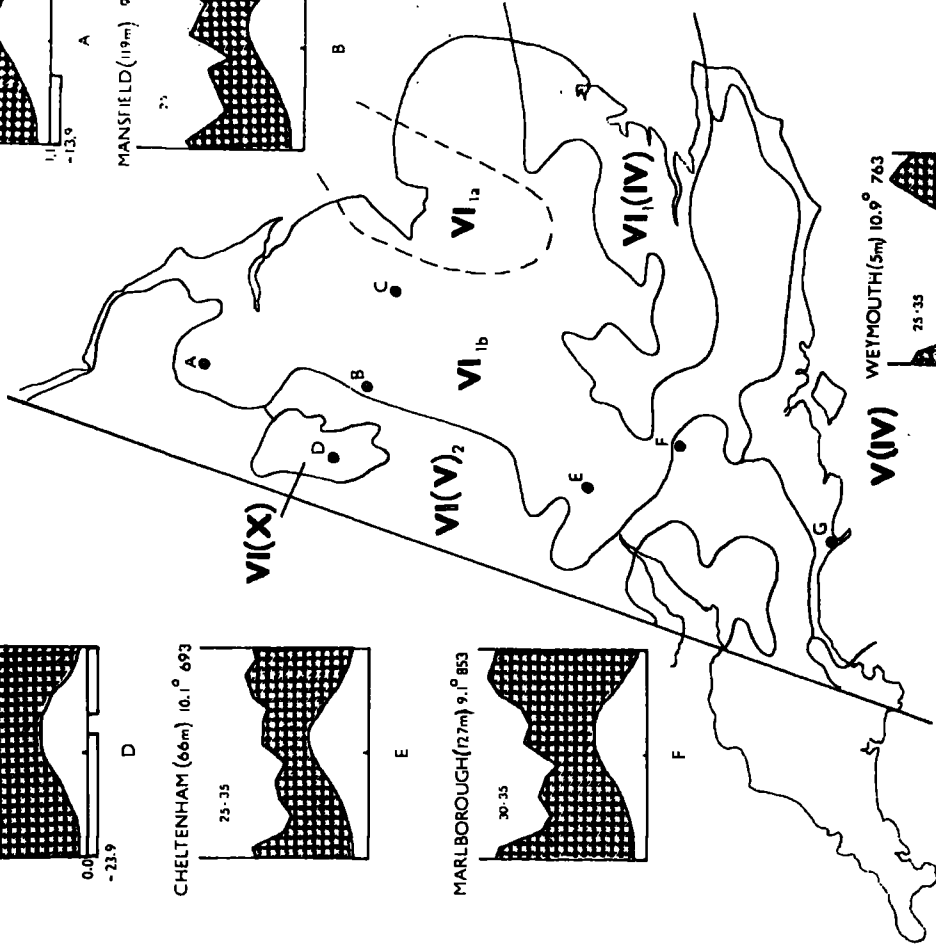 1.1
-13.9
A
MANSFIELD (119m) 9
B
0.0
-23.9
D
CHELTENHAM (66m) 10.1° 693
25-35
E
MARLBOROUGH (127m) 9.1° 853
30-35
F
WEYMOUTH (5m) 10.9° 763
25-35
A
B
C
D
E
F
G
VI(X)
VI(V)₂
VI₁ₐ
VI₁b
VI₁(IV)
V(IV)